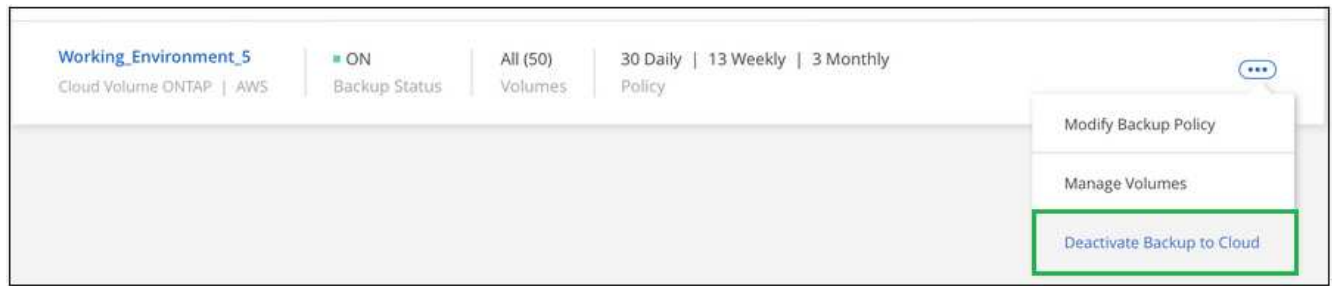 Working_Environment_5
ON
All (50)
30 Daily | 13 Weekly | 3 Monthly
Cloud Volume ONTAP | AWS
Backup Status
Volumes
Policy
Modify Backup Policy
Manage Volumes
Deactivate Backup to Cloud